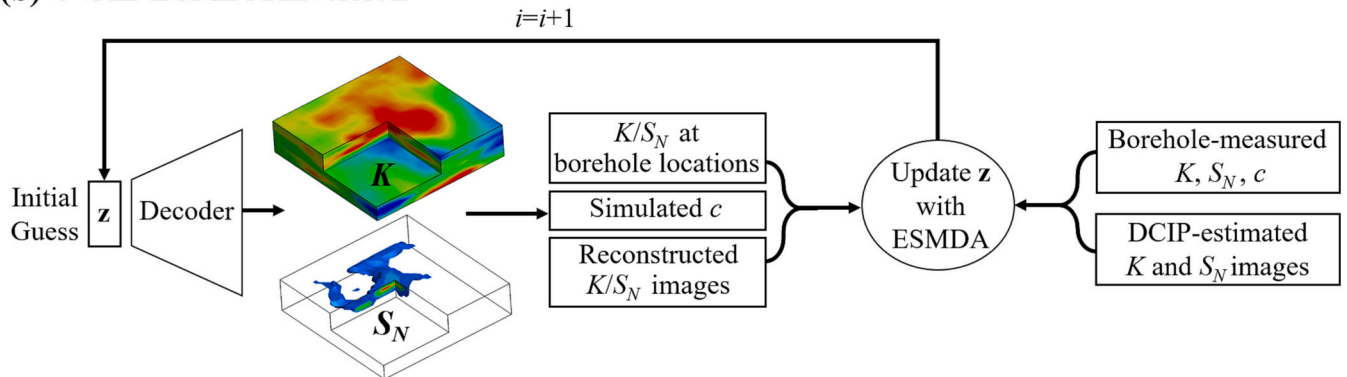 (b)
i=i+1
Initial
Guess
z
Decoder
K
S_N
K/S_N at
borehole locations
Simulated c
Reconstructed
K/S_N images
Update z
with
ESMDA
Borehole-measured
K, S_N, c
DCIP-estimated
K and S_N images